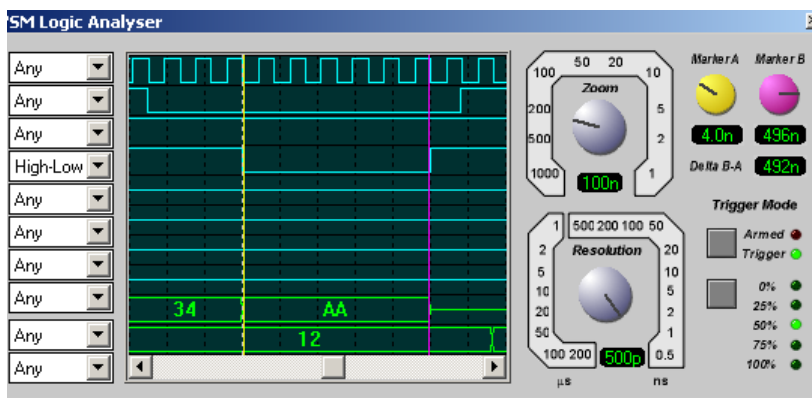 VSM Logic Analyser
Any
Any
Any
High-Low
Any
Any
Any
Any
Any
Any
34 AA
12
Zoom
1000 500 200 100 50 20 10 5 2 1
100n
Resolution
1 500 200 100 50
2 20
5 10
10 5
20 2
50 1
100 200 500p 0.5
µs ns
Marker A Marker B
4.0n 496n
Delta B-A 492n
Trigger Mode
Armed
Trigger
0%
25%
50%
75%
100%